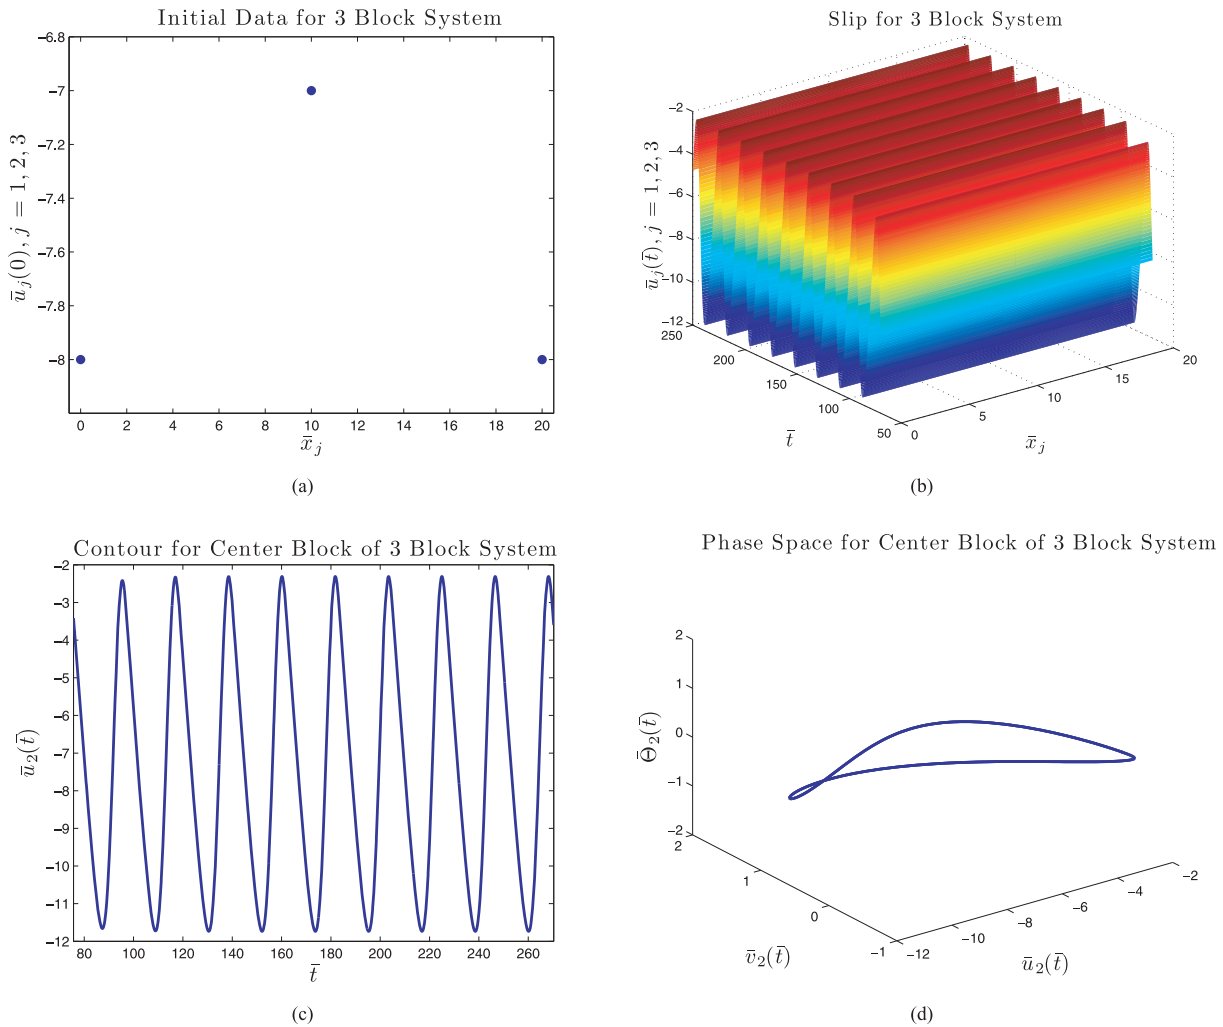 Initial Data for 3 Block System
−6.8
−7
−7.2
−7.4
−7.6
−7.8
−8
ū_j(0), j = 1, 2, 3
0 2 4 6 8 10 12 14 16 18 20
x̄_j
(a)
Slip for 3 Block System
−2
−4
−6
−8
−10
−12
ū_j(t̄), j = 1, 2, 3
250
200
150
100
50
t̄
0
5
10
15
20
x̄_j
(b)
Contour for Center Block of 3 Block System
−2
−3
−4
−5
−6
−7
−8
−9
−10
−11
−12
ū_2(t̄)
80 100 120 140 160 180 200 220 240 260
t̄
(c)
Phase Space for Center Block of 3 Block System
2
1
0
−1
−2
Θ̄_2(t̄)
2
1
0
−1
v̄_2(t̄)
−12
−10
−8
−6
−4
−2
ū_2(t̄)
(d)